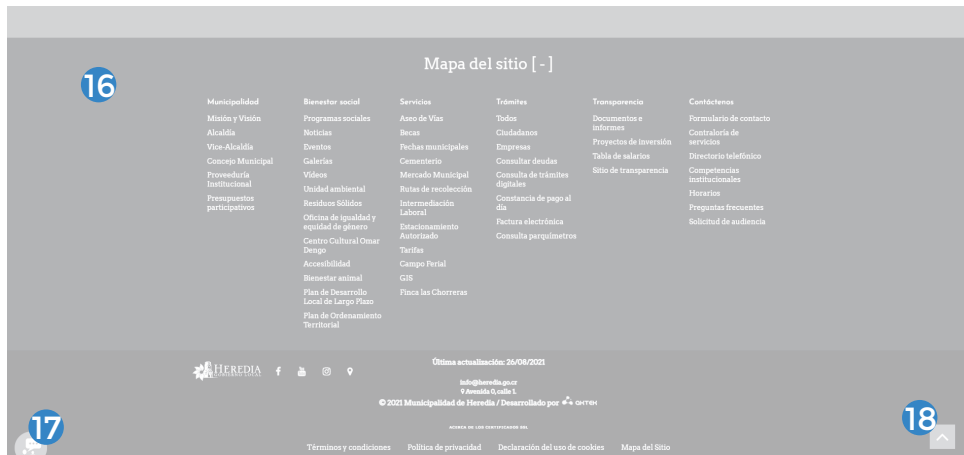 Mapa del sitio [ - ]
16
Municipalidad
Misión y Visión
Alcaldía
Vice-Alcaldía
Concejo Municipal
Proveeduría
Institucional
Presupuestos
participativos
Bienestar social
Programas sociales
Noticias
Eventos
Galerías
Vídeos
Unidad ambiental
Residuos Sólidos
Oficina de igualdad y
equidad de género
Centro Cultural Omar
Dengo
Accesibilidad
Bienestar animal
Plan de Desarrollo
Local de Largo Plazo
Plan de Ordenamiento
Territorial
Servicios
Aseo de Vías
Becas
Fechas municipales
Cementerio
Mercado Municipal
Rutas de recolección
Intermediación
Laboral
Estacionamiento
Autorizado
Tarifas
Campo Ferial
GIS
Finca las Chorreras
Trámites
Todos
Ciudadanos
Empresas
Consultar deudas
Consulta de trámites
digitales
Constancia de pago al
día
Factura electrónica
Consulta parquímetros
Transparencia
Documentos e
informes
Proyectos de inversión
Tabla de salarios
Sitio de transparencia
Contáctenos
Formulario de contacto
Contraloría de
servicios
Directorio telefónico
Competencias
institucionales
Horarios
Preguntas frecuentes
Solicitud de audiencia
HEREDIA
GOBIERNO LOCAL
Última actualización: 26/08/2021
info@heredia.go.cr
9 Avenida 0, calle 1.
© 2021 Municipalidad de Heredia / Desarrollado por
ACERCA DE LOS CERTIFICADOS SSL
17
18
Términos y condiciones Política de privacidad Declaración del uso de cookies Mapa del Sitio